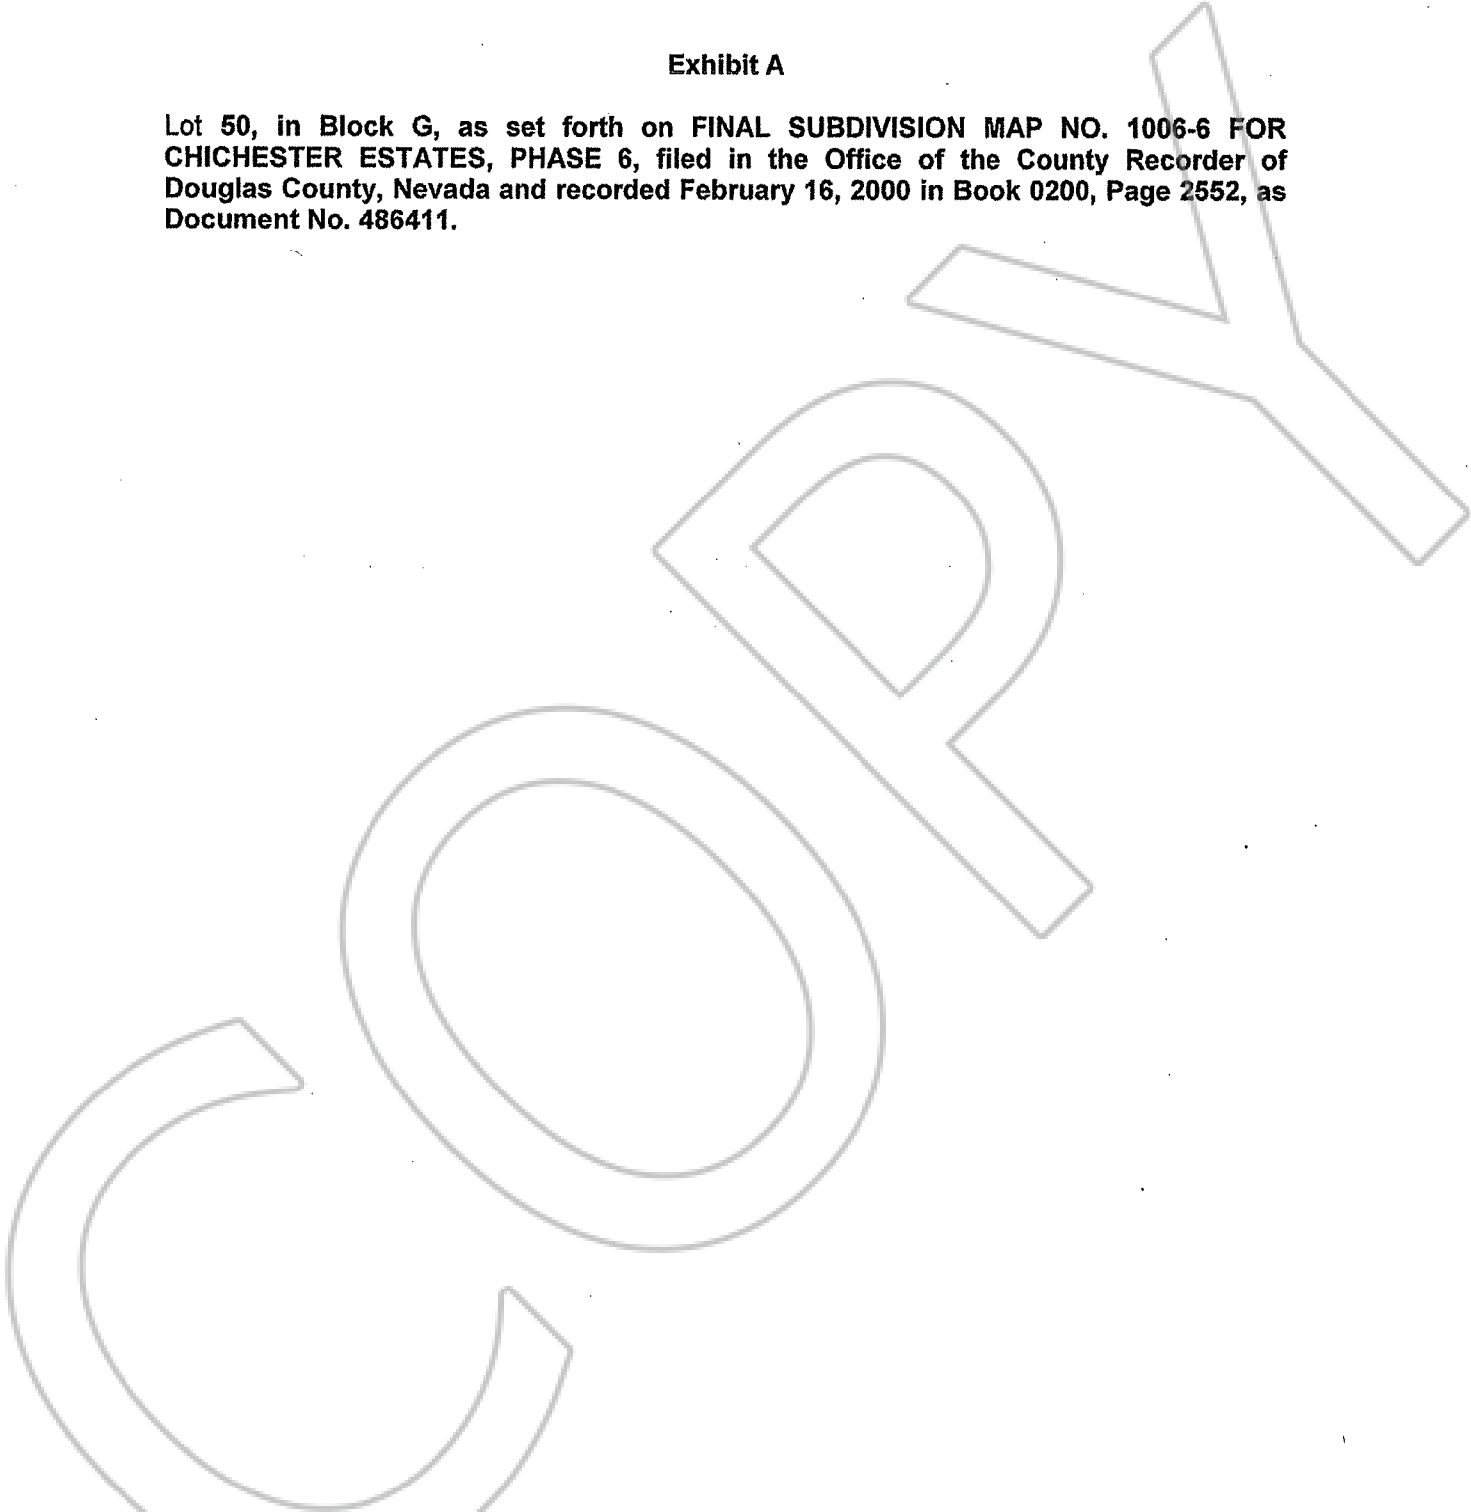 Exhibit A
Lot 50, in Block G, as set forth on FINAL SUBDIVISION MAP NO. 1006-6 FOR
CHICHESTER ESTATES, PHASE 6, filed in the Office of the County Recorder of
Douglas County, Nevada and recorded February 16, 2000 in Book 0200, Page 2552, as
Document No. 486411.
COPY